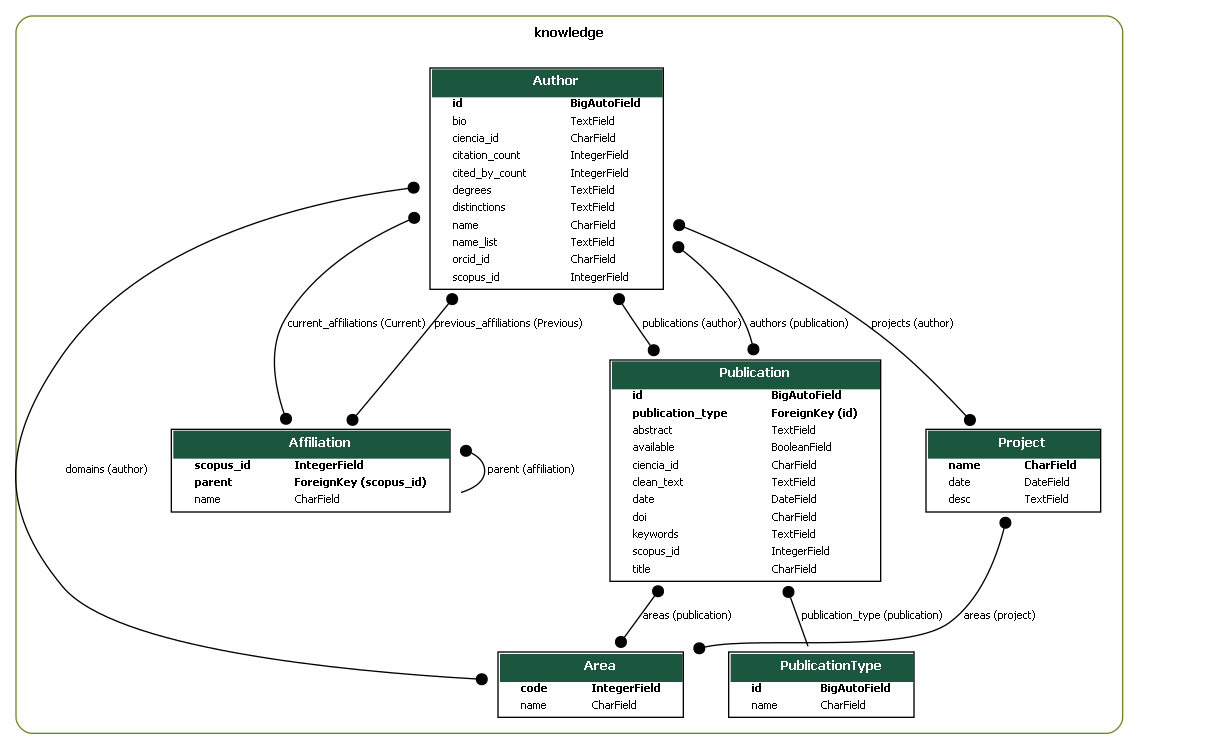 knowledge
Author
id BigAutoField
bio TextField
ciencia_id CharField
citation_count IntegerField
cited_by_count IntegerField
degrees TextField
distinctions TextField
name CharField
name_list TextField
orcid_id CharField
scopus_id IntegerField
current_affiliations (Current) previous_affiliations (Previous) publications (author) authors (publication) projects (author)
Publication
id BigAutoField
publication_type ForeignKey (id)
abstract TextField
available BooleanField
ciencia_id CharField
clean_text TextField
date DateField
doi CharField
keywords TextField
scopus_id IntegerField
title CharField
Affiliation
scopus_id IntegerField
parent ForeignKey (scopus_id)
name CharField
Project
name CharField
date DateField
desc TextField
domains (author)
parent (affiliation)
areas (publication) publication_type (publication) areas (project)
Area
code IntegerField
name CharField
PublicationType
id BigAutoField
name CharField